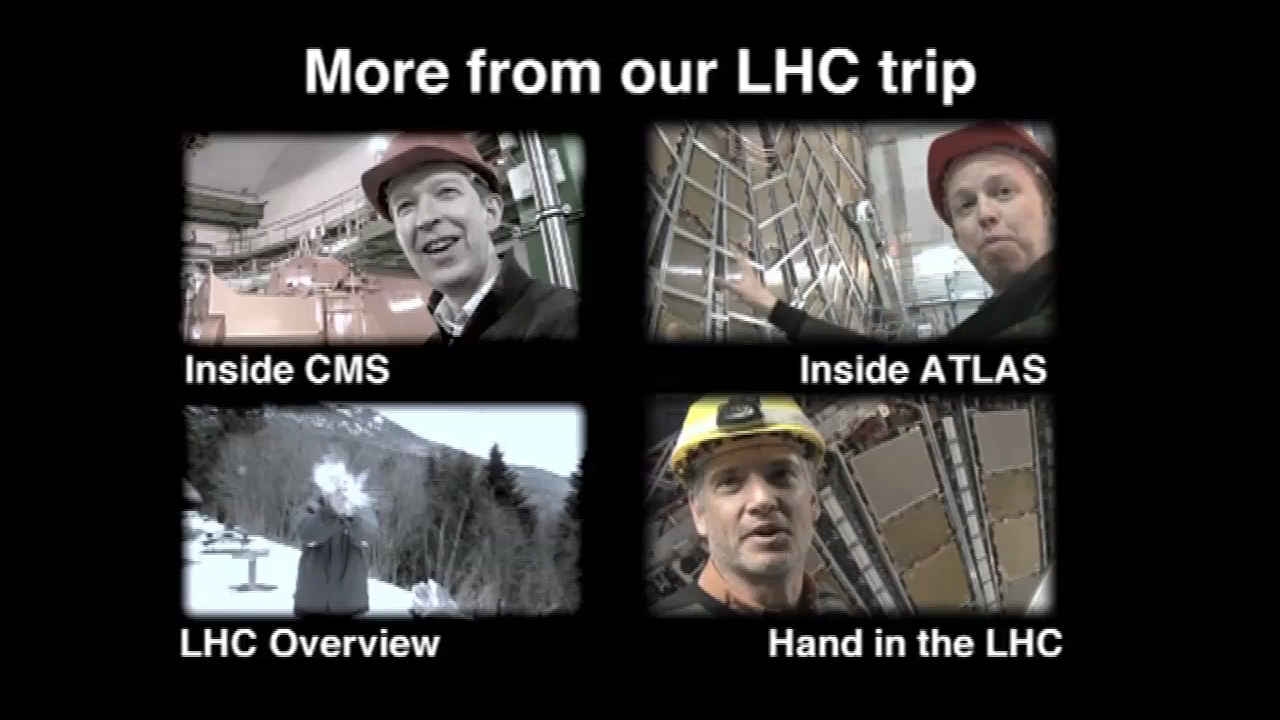 More from our LHC trip
Inside CMS
Inside ATLAS
LHC Overview
Hand in the LHC